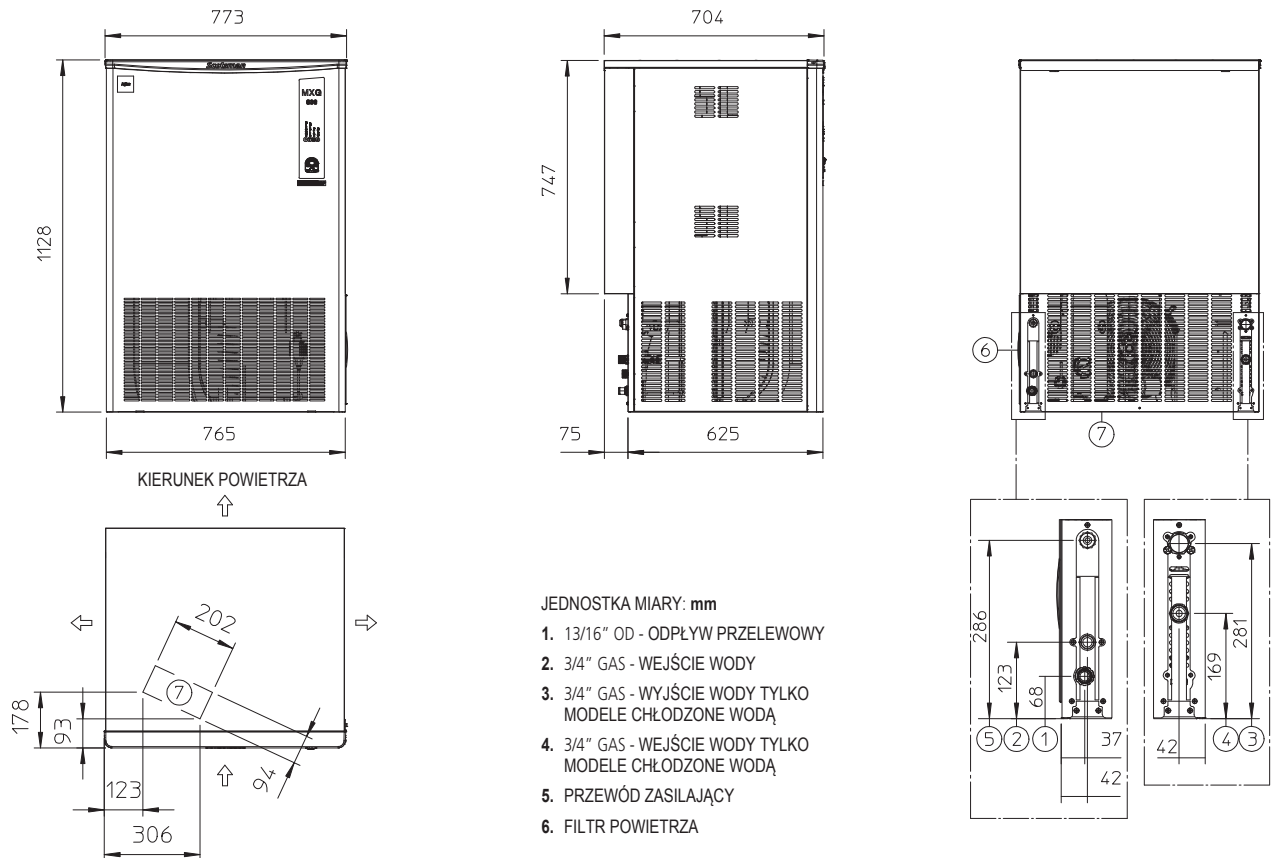 773
704
Scotsman
MXG
1128
747
765
75
625
6
7
KIERUNEK POWIETRZA
202
7
178
93
94
123
306
JEDNOSTKA MIARY: mm
1. 13/16" OD - ODPŁYW PRZELEWOWY
2. 3/4" GAS - WEJŚCIE WODY
3. 3/4" GAS - WYJŚCIE WODY TYLKO
MODELE CHŁODZONE WODĄ
4. 3/4" GAS - WEJŚCIE WODY TYLKO
MODELE CHŁODZONE WODĄ
5. PRZEWÓD ZASILAJĄCY
6. FILTR POWIETRZA
286
123
68
5 2 1
37
42
169
281
42
4 3